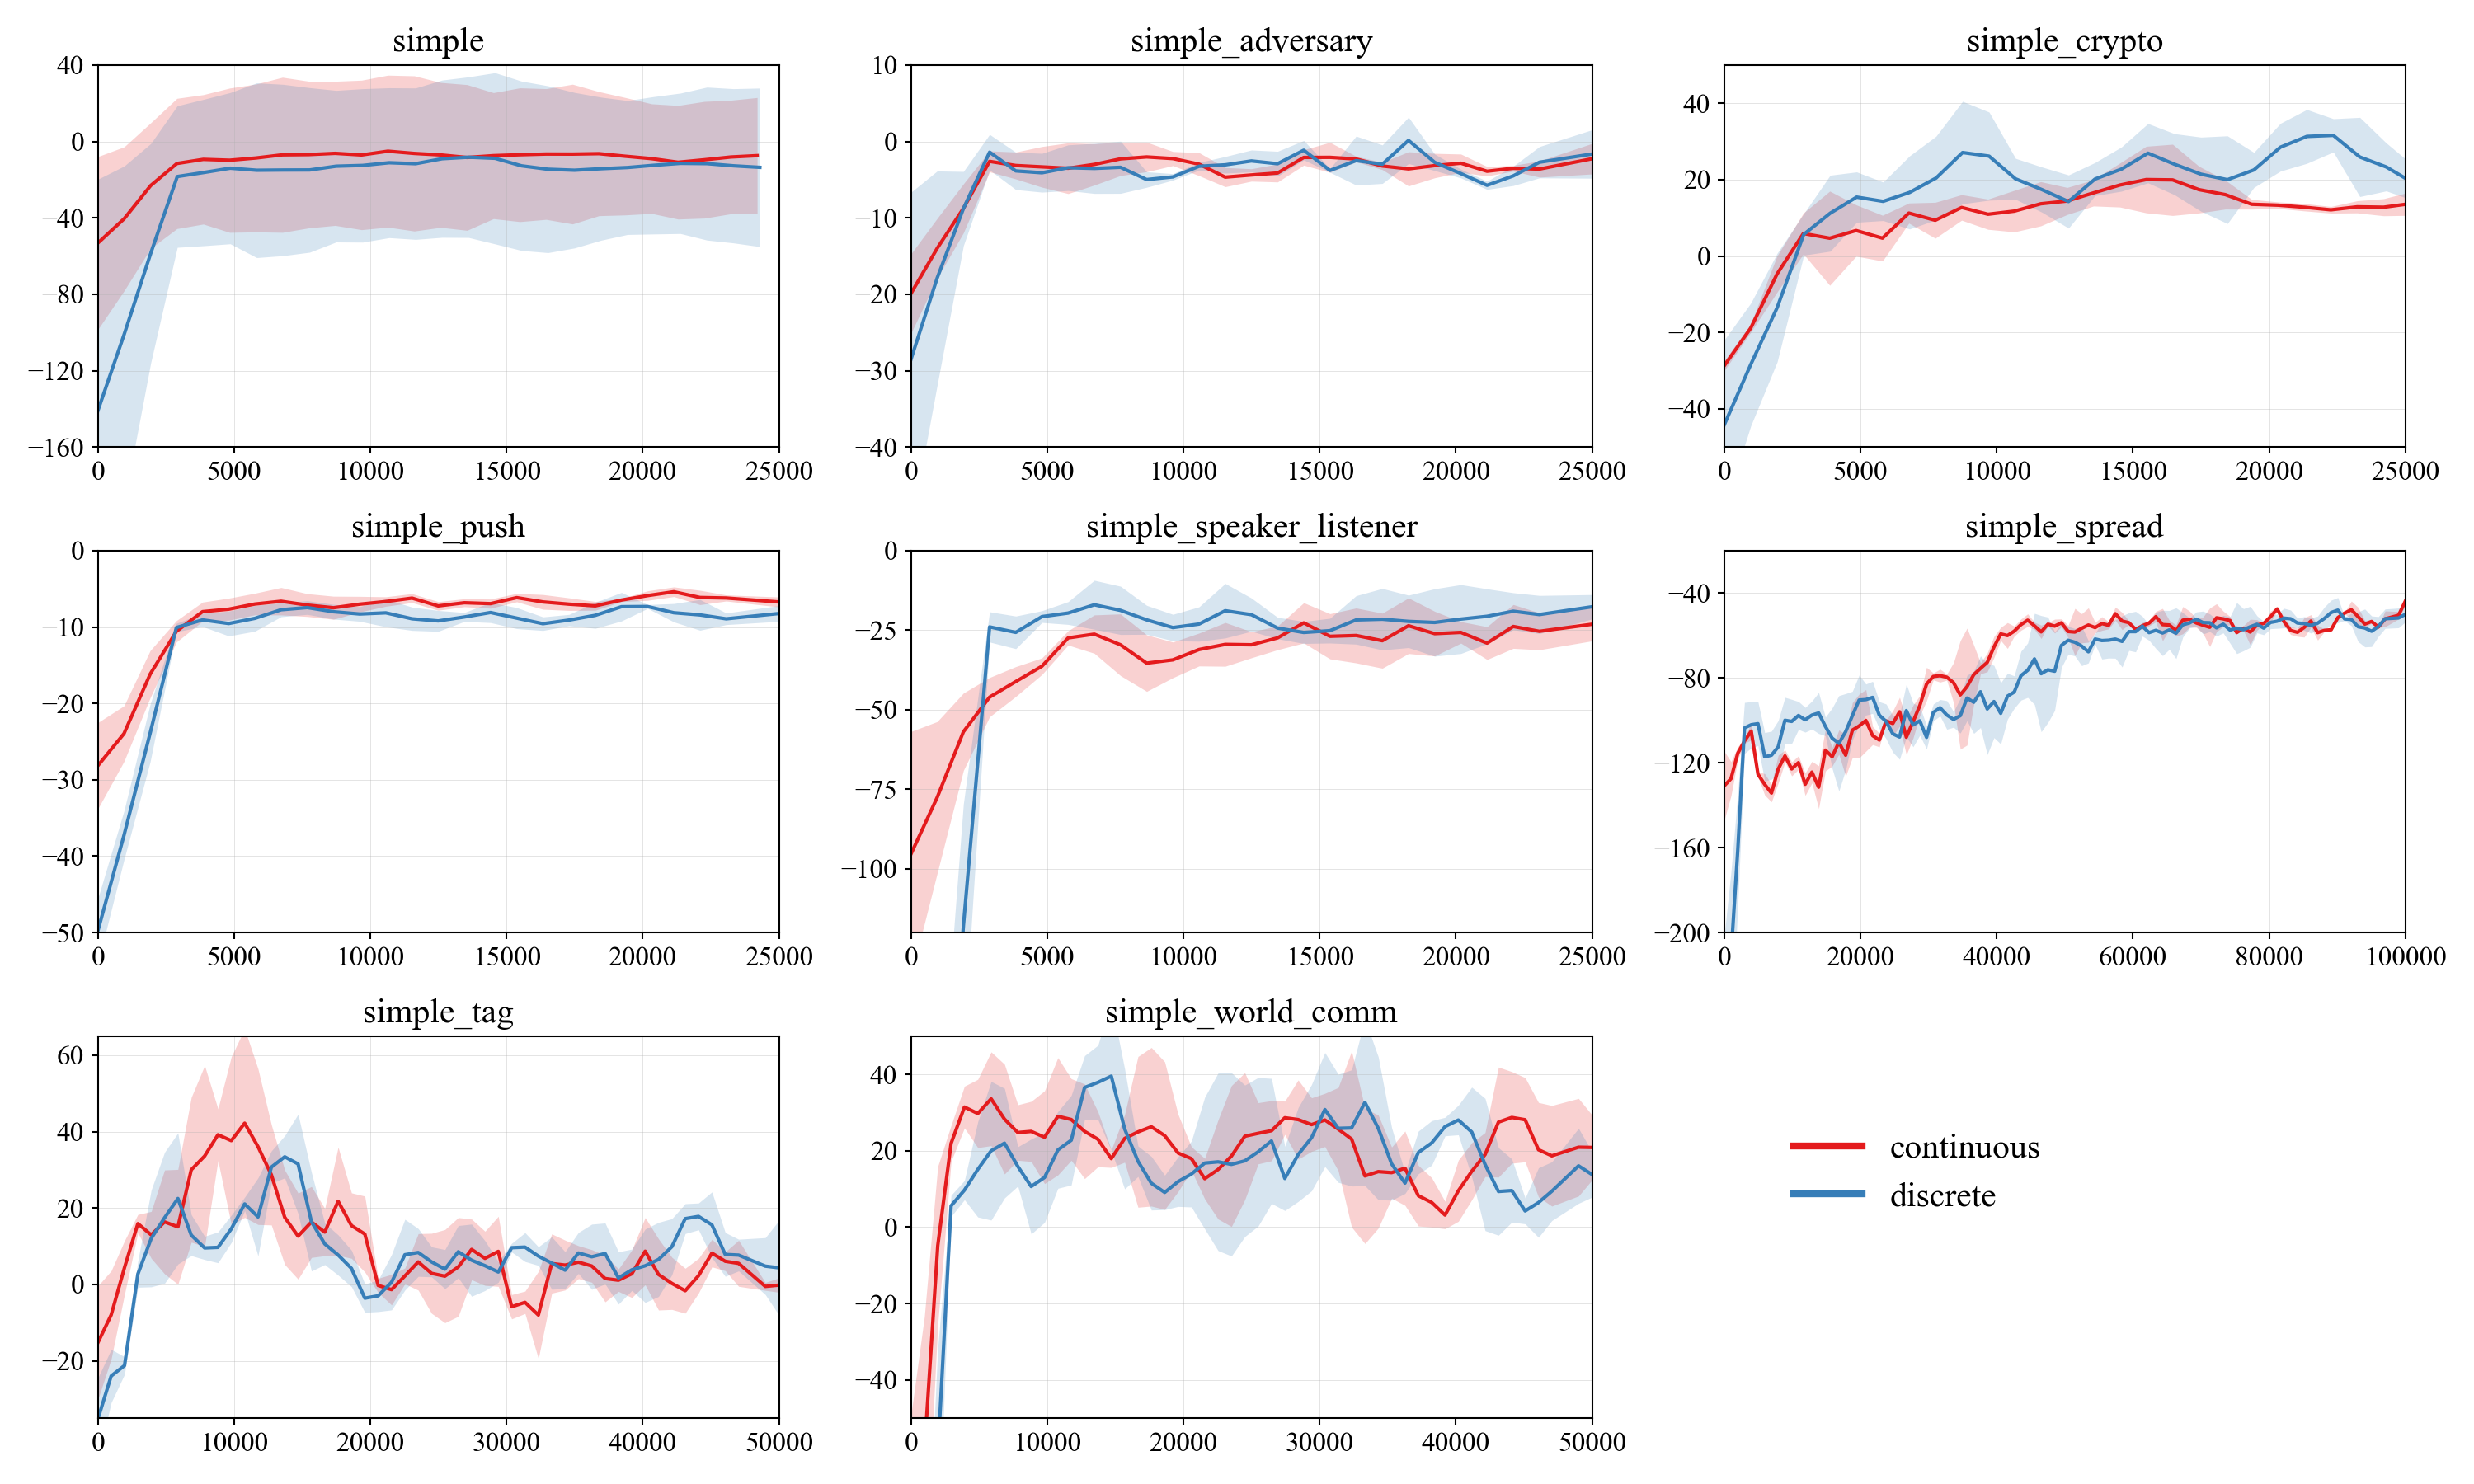 simple simple_adversary simple_crypto
40 10
0 0 40
−40 −10 20
−80 −20 0
−120 −30 −20
−160 −40 −40
0 5000 10000 15000 20000 25000 0 5000 10000 15000 20000 25000 0 5000 10000 15000 20000 25000
simple_push simple_speaker_listener simple_spread
0 0 −40
−10 −25 −80
−20 −50 −120
−30 −75 −160
−40 −100 −200
−50
0 5000 10000 15000 20000 25000 0 5000 10000 15000 20000 25000 0 20000 40000 60000 80000 100000
simple_tag simple_world_comm
60 40
40 20
20 0
0 −20
−20 −40
0 10000 20000 30000 40000 50000 0 10000 20000 30000 40000 50000
continuous
discrete